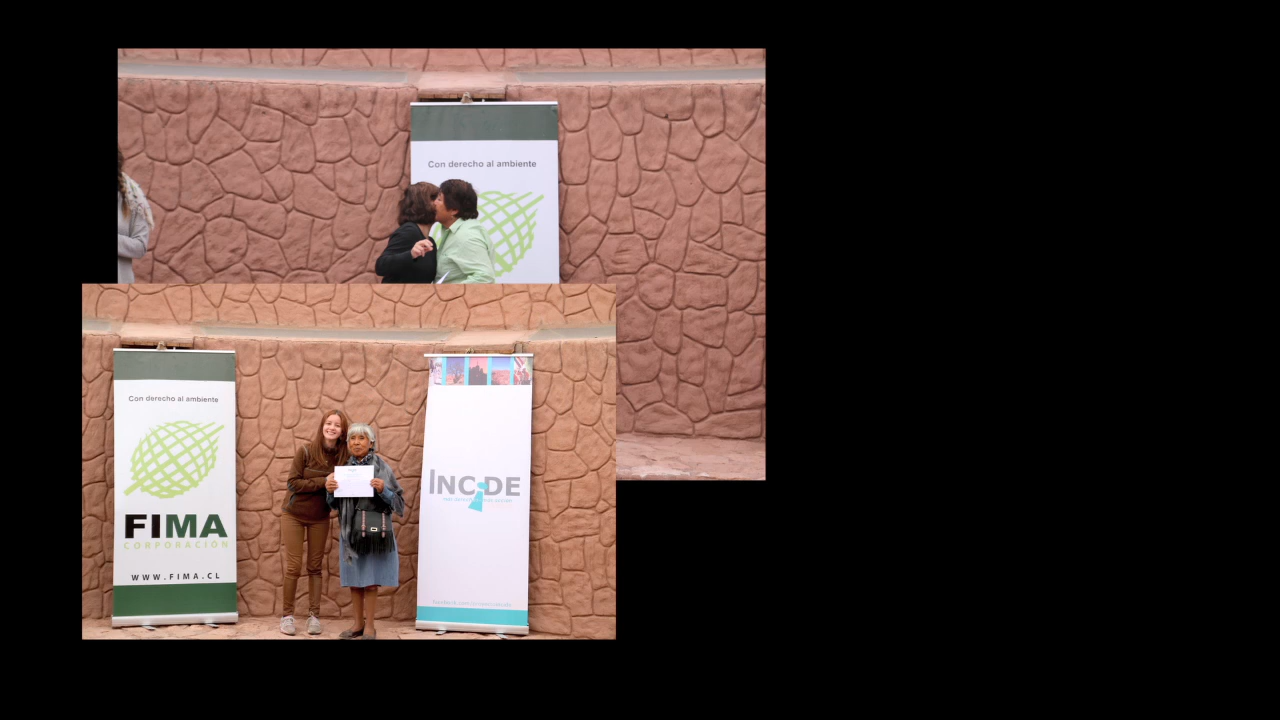 Con derecho al ambiente
Con derecho al ambiente
FIMA
CORPORACIÓN
WWW.FIMA.CL
INCIDE